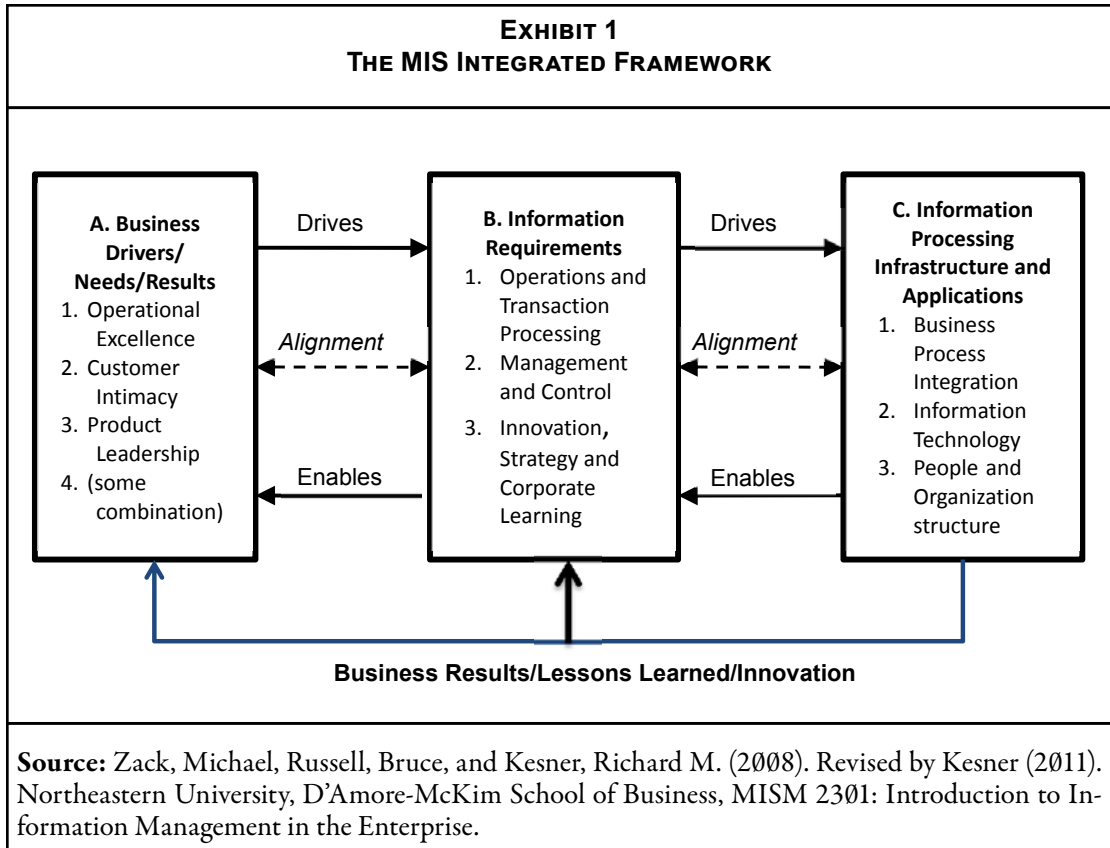 EXHIBIT 1
THE MIS INTEGRATED FRAMEWORK
A. Business
Drivers/
Needs/Results
1. Operational
Excellence
2. Customer
Intimacy
3. Product
Leadership
4. (some
combination)
Drives
Alignment
Enables
B. Information
Requirements
1. Operations and
Transaction
Processing
2. Management
and Control
3. Innovation,
Strategy and
Corporate
Learning
Drives
Alignment
Enables
C. Information
Processing
Infrastructure and
Applications
1. Business
Process
Integration
2. Information
Technology
3. People and
Organization
structure
Business Results/Lessons Learned/Innovation
Source: Zack, Michael, Russell, Bruce, and Kesner, Richard M. (2008). Revised by Kesner (2011).
Northeastern University, D'Amore-McKim School of Business, MISM 2301: Introduction to In-
formation Management in the Enterprise.